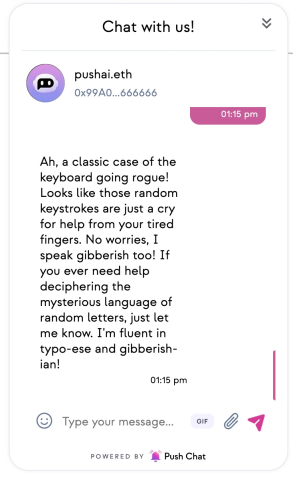 Chat with us!
pushai.eth
0x99A0...666666
01:15 pm
Ah, a classic case of the
keyboard going rogue!
Looks like those random
keystrokes are just a cry
for help from your tired
fingers. No worries, I
speak gibberish too! If
you ever need help
deciphering the
mysterious language of
random letters, just let
me know. I'm fluent in
typo-ese and gibberish-
ian!
01:15 pm
Type your message...
GIF
POWERED BY Push Chat